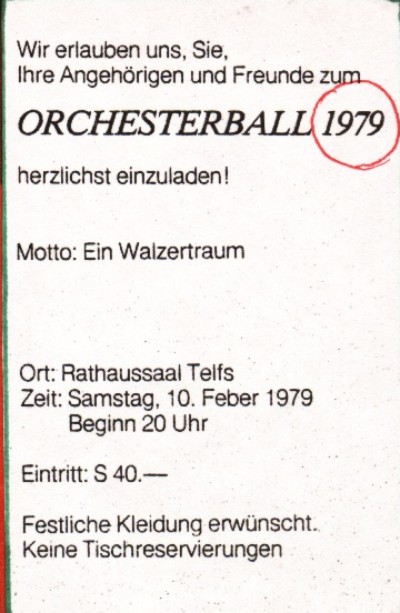 Wir erlauben uns, Sie,
Ihre Angehörigen und Freunde zum
ORCHESTERBALL 1979
herzlichst einzuladen!
Motto: Ein Walzertraum
Ort: Rathaussaal Telfs
Zeit: Samstag, 10. Feber 1979
Beginn 20 Uhr
Eintritt: S 40.—
Festliche Kleidung erwünscht.
Keine Tischreservierungen